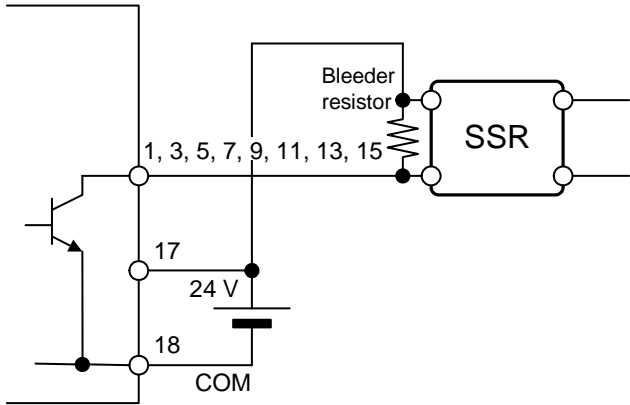 Bleeder
resistor
SSR
1, 3, 5, 7, 9, 11, 13, 15
17
24 V
18
COM